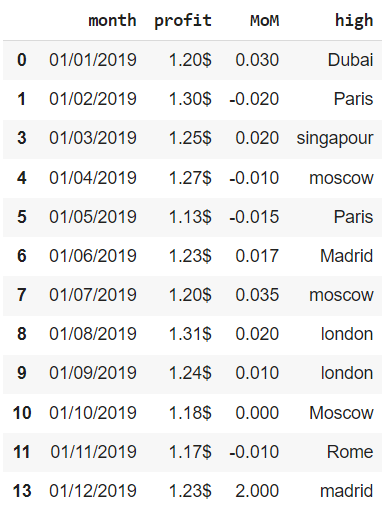 month profit MoM high
0 01/01/2019 1.20$ 0.030 Dubai
1 01/02/2019 1.30$ -0.020 Paris
3 01/03/2019 1.25$ 0.020 singapour
4 01/04/2019 1.27$ -0.010 moscow
5 01/05/2019 1.13$ -0.015 Paris
6 01/06/2019 1.23$ 0.017 Madrid
7 01/07/2019 1.20$ 0.035 moscow
8 01/08/2019 1.31$ 0.020 london
9 01/09/2019 1.24$ 0.010 london
10 01/10/2019 1.18$ 0.000 Moscow
11 01/11/2019 1.17$ -0.010 Rome
13 01/12/2019 1.23$ 2.000 madrid